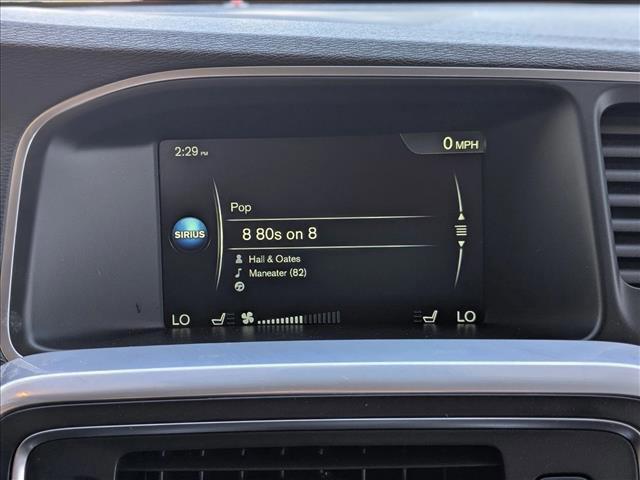 2:29 PM
0 MPH
Pop
8 80s on 8
SIRIUS
Hall & Oates
Maneater (82)
LO
LO